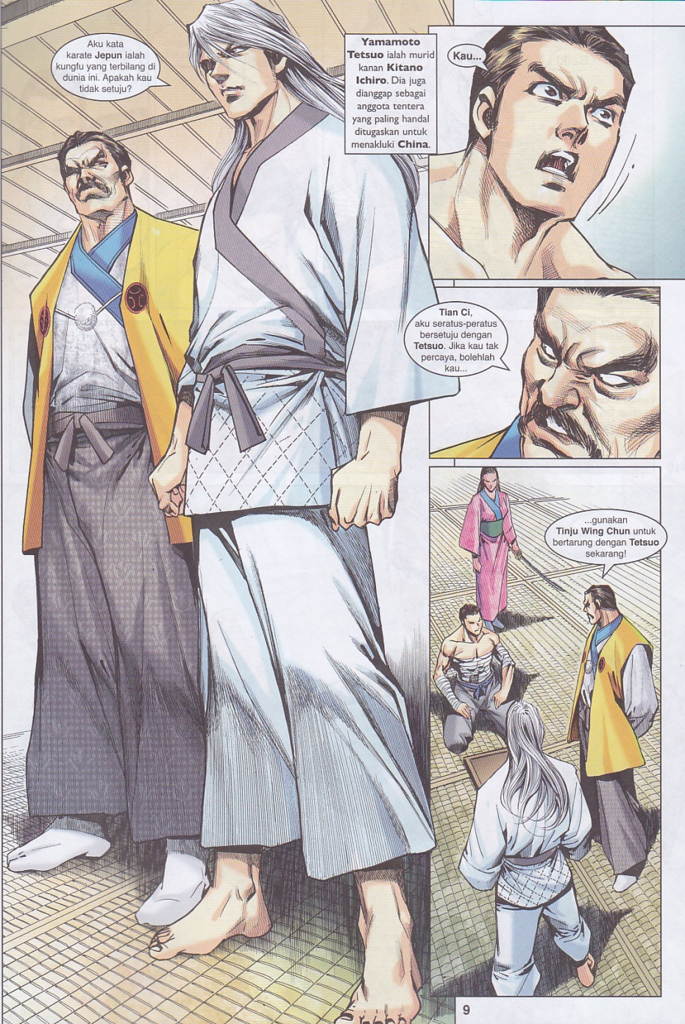 Aku kata
karate Jepun ialah
kungfu yang terbilang di
dunia ini. Apakah kau
tidak setuju?
Yamamoto
Tetsuo ialah murid
kanan Kitano
Ichiro. Dia juga
dianggap sebagai
anggota tentera
yang paling handal
ditugaskan untuk
menakluki China.
Kau...
Tian Ci,
aku seratus-peratus
bersetuju dengan
Tetsuo. Jika kau tak
percaya, bolehlah
kau...
...gunakan
Tinju Wing Chun untuk
bertarung dengan Tetsuo
sekarang!
9